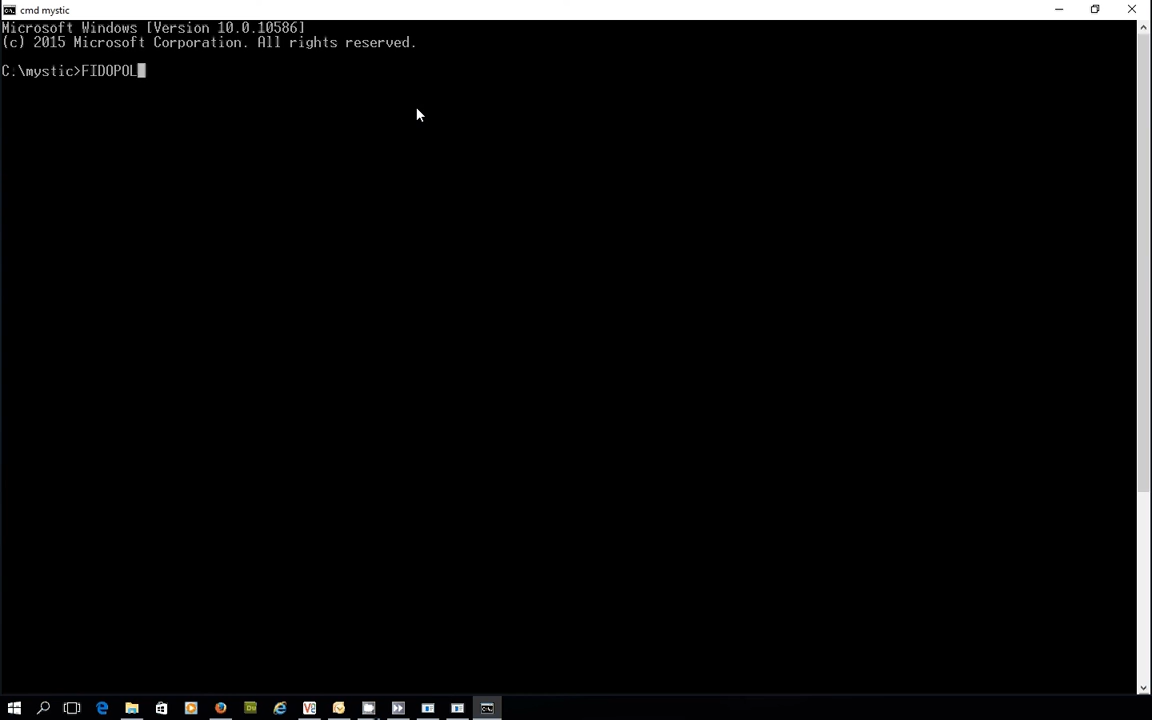 cmd mystic
Microsoft Windows [Version 10.0.10586]
(c) 2015 Microsoft Corporation. All rights reserved.
C:\mystic>FIDOPOL